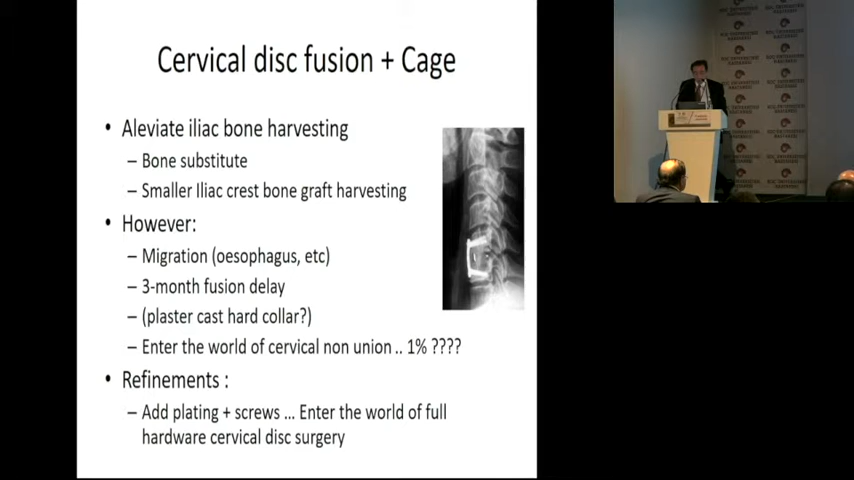 Cervical disc fusion + Cage
• Aleviate iliac bone harvesting
– Bone substitute
– Smaller Iliac crest bone graft harvesting
• However:
– Migration (oesophagus, etc)
– 3-month fusion delay
– (plaster cast hard collar?)
– Enter the world of cervical non union .. 1% ????
• Refinements :
– Add plating + screws ... Enter the world of full
hardware cervical disc surgery